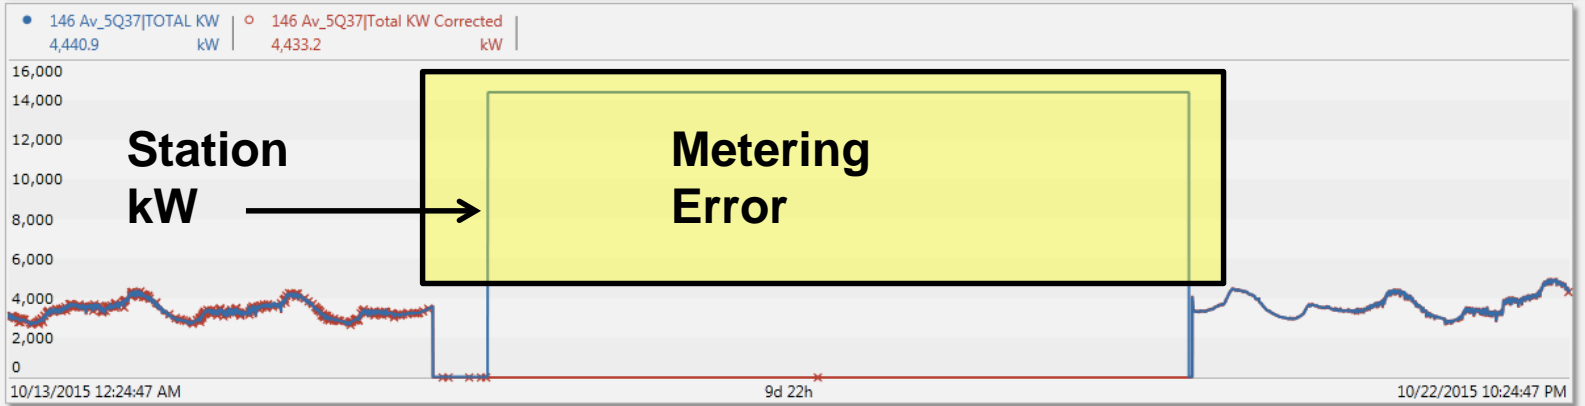 146 Av_5Q37|TOTAL KW
4,440.9 kW
146 Av_5Q37|Total KW Corrected
4,433.2 kW
16,000
14,000
12,000
10,000
8,000
6,000
4,000
2,000
0
Station
kW
Metering
Error
10/13/2015 12:24:47 AM
9d 22h
10/22/2015 10:24:47 PM